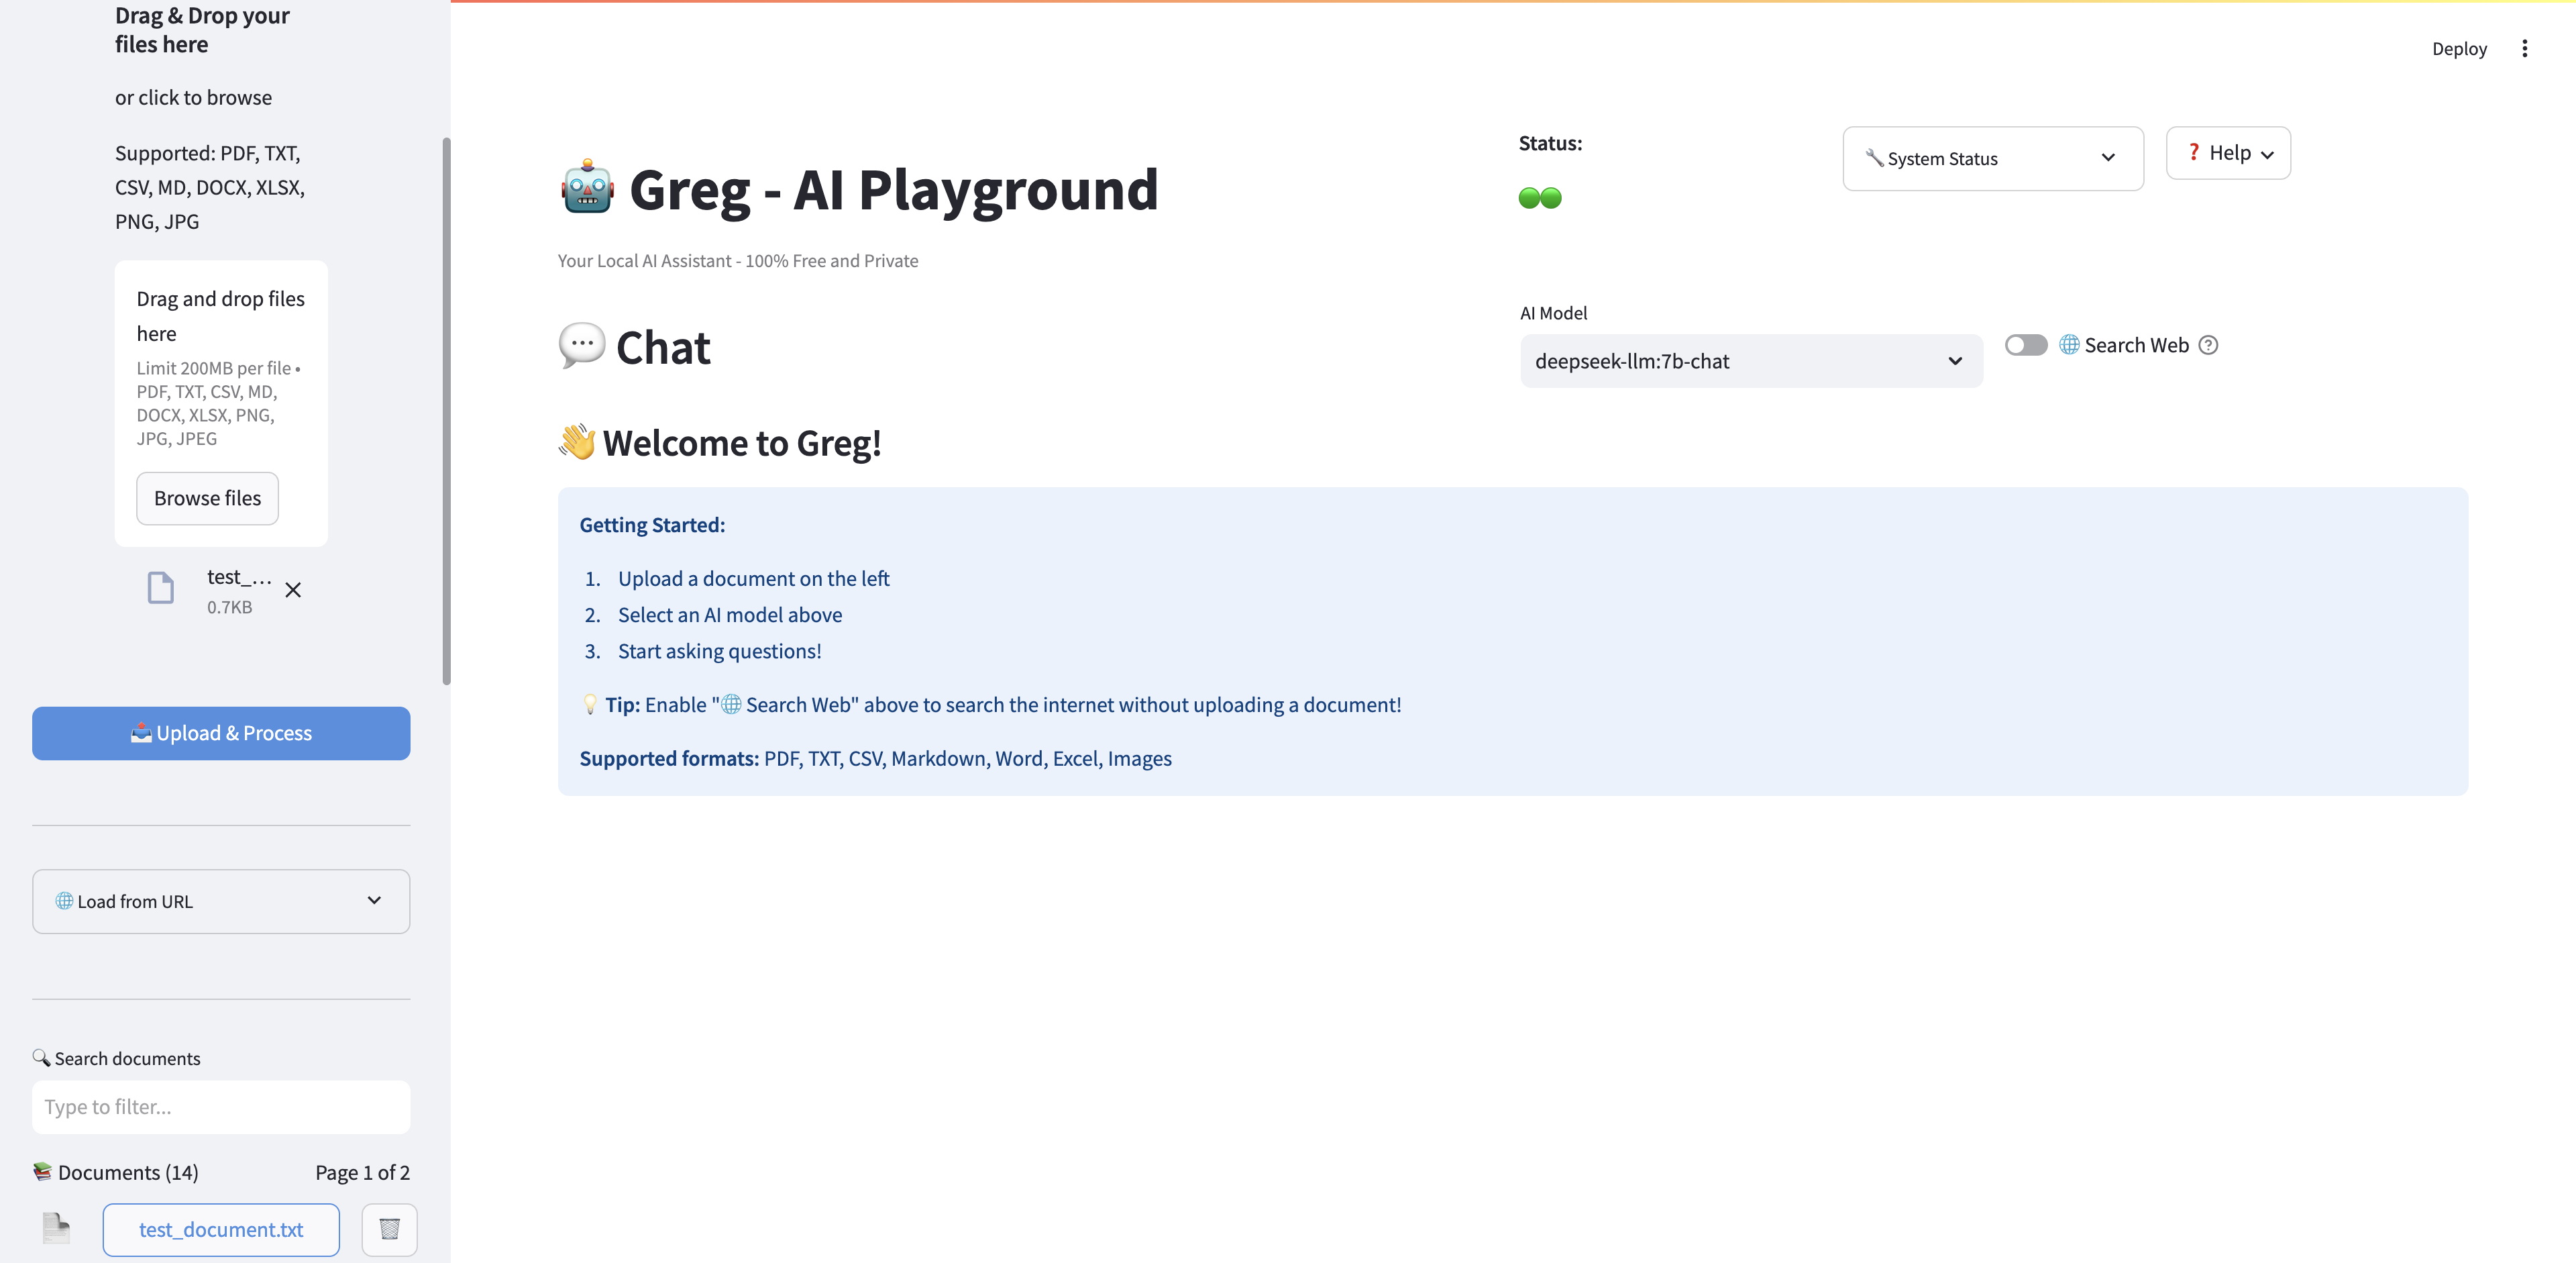 Drag & Drop your
files here
or click to browse
Supported: PDF, TXT,
CSV, MD, DOCX, XLSX,
PNG, JPG
Drag and drop files
here
Limit 200MB per file •
PDF, TXT, CSV, MD,
DOCX, XLSX, PNG,
JPG, JPEG
Browse files
test_...
0.7KB
Upload & Process
Load from URL
Search documents
Type to filter...
Documents (14)
Page 1 of 2
test_document.txt
Deploy
Greg - AI Playground
Your Local AI Assistant - 100% Free and Private
Status:
System Status
Help
Chat
AI Model
deepseek-llm:7b-chat
Search Web
Welcome to Greg!
Getting Started:
1. Upload a document on the left
2. Select an AI model above
3. Start asking questions!
Tip: Enable "🌐 Search Web" above to search the internet without uploading a document!
Supported formats: PDF, TXT, CSV, Markdown, Word, Excel, Images